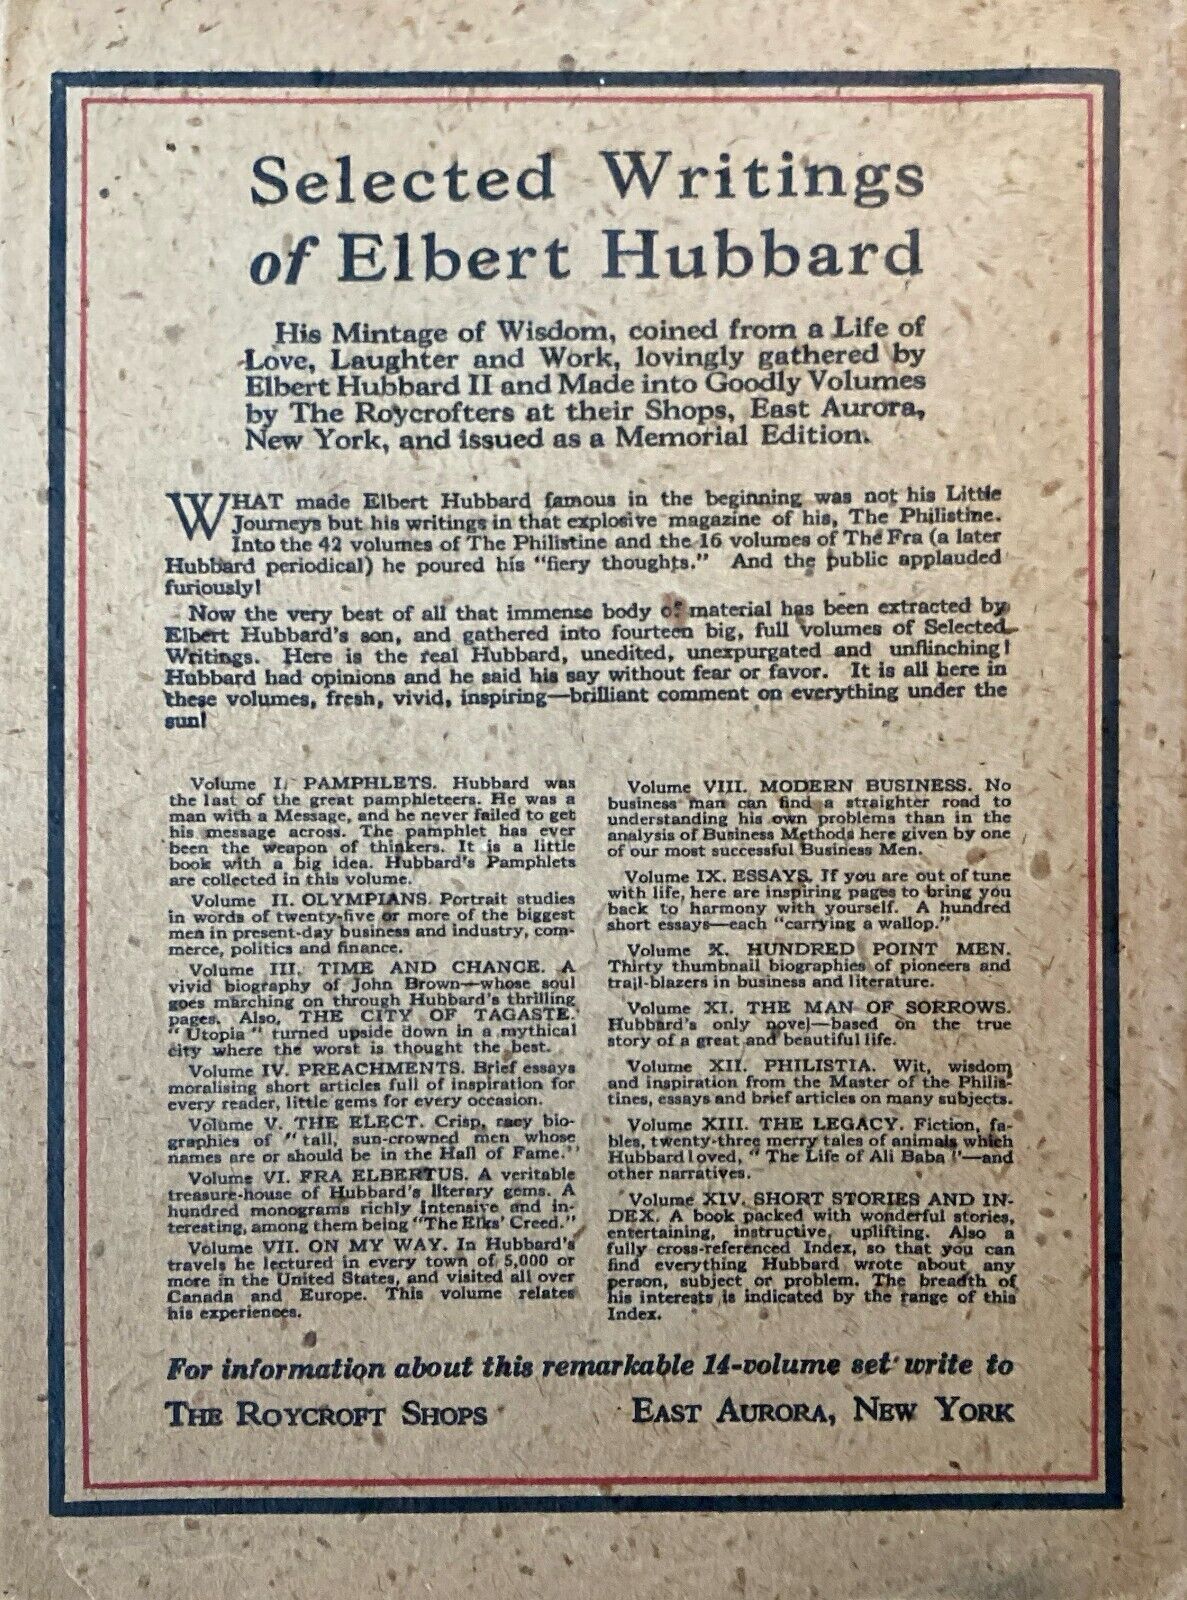 Selected Writings
of Elbert Hubbard
His Mintage of Wisdom, coined from a Life of
Love, Laughter and Work, lovingly gathered by
Elbert Hubbard II and Made into Goodly Volumes
by The Roycrofters at their Shops, East Aurora,
New York, and issued as a Memorial Edition.
WHAT made Elbert Hubbard famous in the beginning was not his Little
Journeys but his writings in that explosive magazine of his, The Philistine.
Into the 42 volumes of The Philistine and the 16 volumes of The Fra (a later
Hubbard periodical) he poured his "fiery thoughts." And the public applauded
furiously!
Now the very best of all that immense body of material has been extracted by
Elbert Hubbard's son, and gathered into fourteen big, full volumes of Selected
Writings. Here is the real Hubbard, unedited, unexpurgated and unflinching!
Hubbard had opinions and he said his say without fear or favor. It is all here in
these volumes, fresh, vivid, inspiring—brilliant comment on everything under the
sun!
Volume I. PAMPHLETS. Hubbard was
the last of the great pamphleteers. He was a
man with a Message, and he never failed to get
his message across. The pamphlet has ever
been the weapon of thinkers. It is a little
book with a big idea. Hubbard's Pamphlets
are collected in this volume.
Volume II. OLYMPIANS. Portrait studies
in words of twenty-five or more of the biggest
men in present-day business and industry, com-
merce, politics and finance.
Volume III. TIME AND CHANCE. A
vivid biography of John Brown—whose soul
goes marching on through Hubbard's thrilling
pages. Also, THE CITY OF TAGASTE.
"Utopia" turned upside down in a mythical
city where the worst is thought the best.
Volume IV. PREACHMENTS. Brief essays
moralising short articles full of inspiration for
every reader, little gems for every occasion.
Volume V. THE ELECT. Crisp, racy bio-
graphies of "tall, sun-crowned men whose
names are or should be in the Hall of Fame."
Volume VI. FRA ELBERTUS. A veritable
treasure-house of Hubbard's literary gems. A
hundred monograms richly intensive and in-
teresting, among them being "The Elks' Creed."
Volume VII. ON MY WAY. In Hubbard's
travels he lectured in every town of 5,000 or
more in the United States, and visited all over
Canada and Europe. This volume relates
his experiences.
Volume VIII. MODERN BUSINESS. No
business man can find a straighter road to
understanding his own problems than in the
analysis of Business Methods here given by one
of our most successful Business Men.
Volume IX. ESSAYS. If you are out of tune
with life, here are inspiring pages to bring you
back to harmony with yourself. A hundred
short essays—each "carrying a wallop."
Volume X. HUNDRED POINT MEN.
Thirty thumbnail biographies of pioneers and
trail-blazers in business and literature.
Volume XI. THE MAN OF SORROWS.
Hubbard's only novel—based on the true
story of a great and beautiful life.
Volume XII. PHILISTIA. Wit, wisdom
and inspiration from the Master of the Philis-
tines, essays and brief articles on many subjects.
Volume XIII. THE LEGACY. Fiction, fa-
bles, twenty-three merry tales of animals which
Hubbard loved, "The Life of Ali Baba"—and
other narratives.
Volume XIV. SHORT STORIES AND IN-
DEX. A book packed with wonderful stories,
entertaining, instructive, uplifting. Also a
fully cross-referenced Index, so that you can
find everything Hubbard wrote about any
person, subject or problem. The breadth of
his interests is indicated by the range of this
Index.
For information about this remarkable 14-volume set write to
THE ROYCROFT SHOPS EAST AURORA, NEW YORK